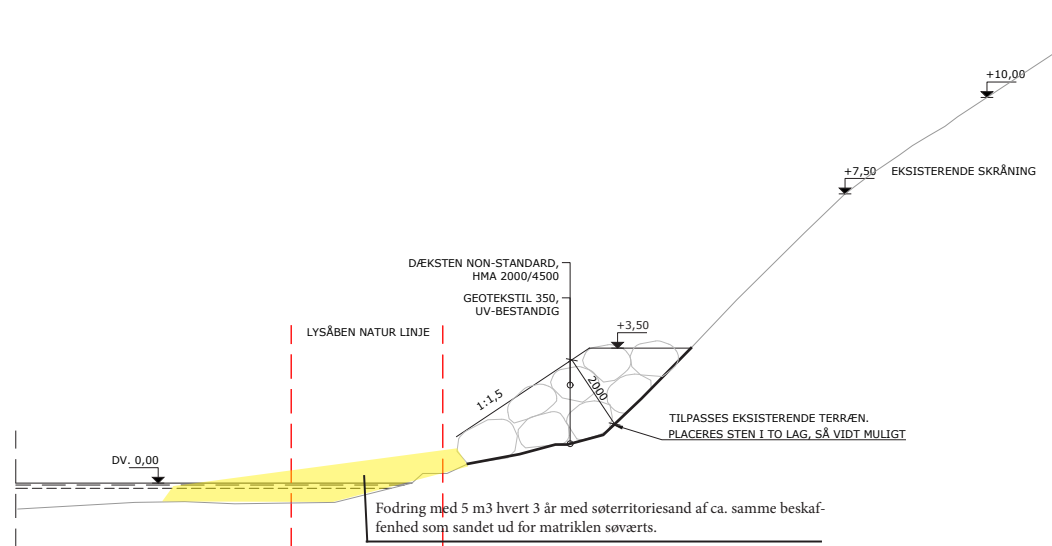 +10,00
+7,50 EKSISTERENDE SKRÅNING
DÆKSTEN NON-STANDARD,
HMA 2000/4500
GEOTEKSTIL 350,
UV-BESTANDIG
LYSÅBEN NATUR LINJE
+3,50
1:1,5
2000
TILPASSES EKSISTERENDE TERRÆN.
PLACERES STEN I TO LAG, SÅ VIDT MULIGT
DV. 0,00
Fodring med 5 m3 hvert 3 år med søterritoriesand af ca. samme beskaf-
fenhed som sandet ud for matriklen søværts.